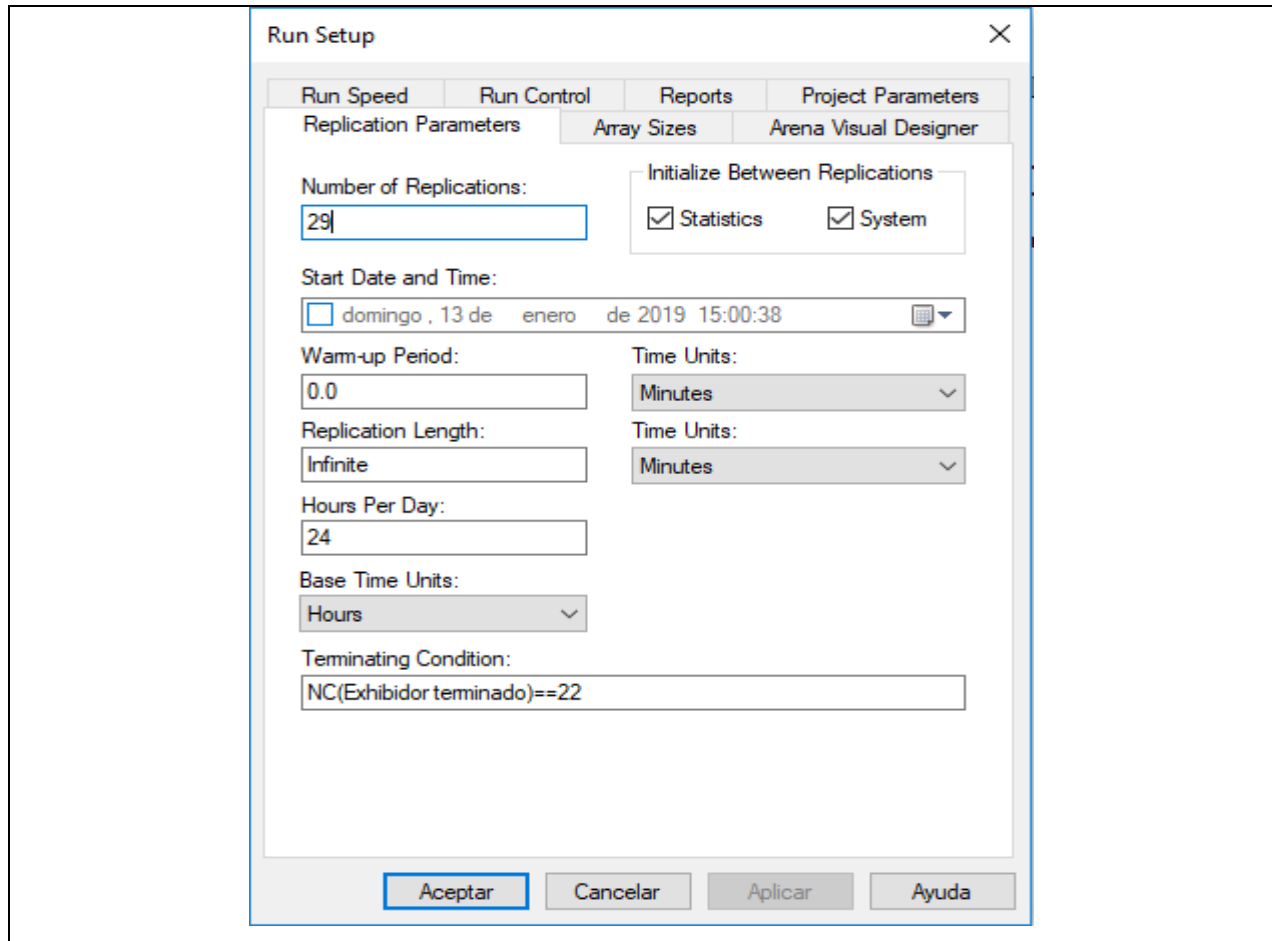 Run Setup
Run Speed Run Control Reports Project Parameters
Replication Parameters Array Sizes Arena Visual Designer
Number of Replications:
29
Initialize Between Replications
Statistics System
Start Date and Time:
domingo , 13 de enero de 2019 15:00:38
Warm-up Period: Time Units:
0.0 Minutes
Replication Length: Time Units:
Infinite Minutes
Hours Per Day:
24
Base Time Units:
Hours
Terminating Condition:
NC(Exhibidor terminado)==22
Aceptar Cancelar Aplicar Ayuda